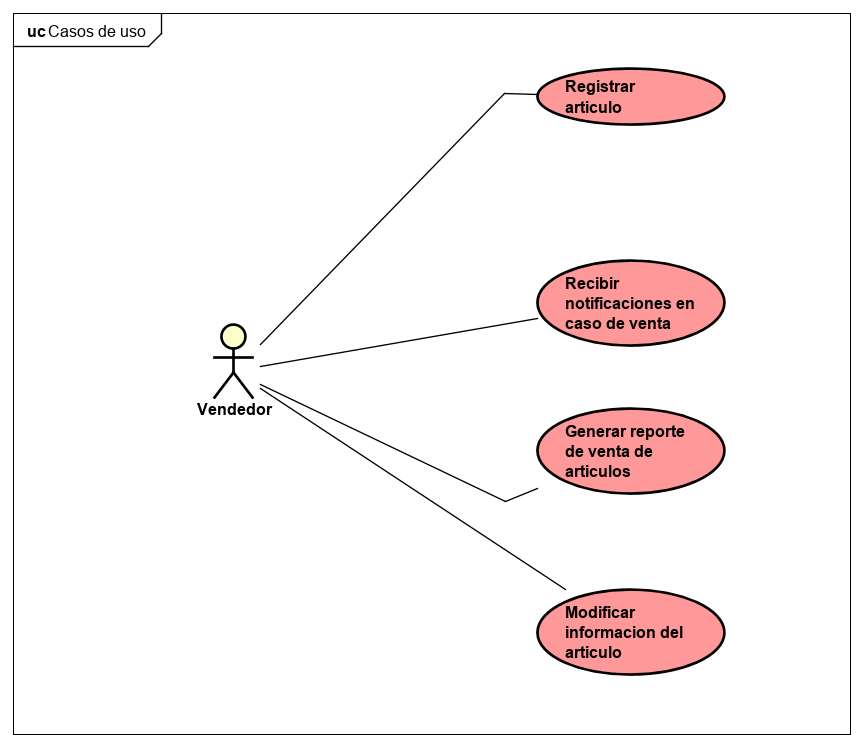 uc Casos de uso
Registrar
articulo
Recibir
notificaciones en
caso de venta
Vendedor
Generar reporte
de venta de
articulos
Modificar
informacion del
articulo